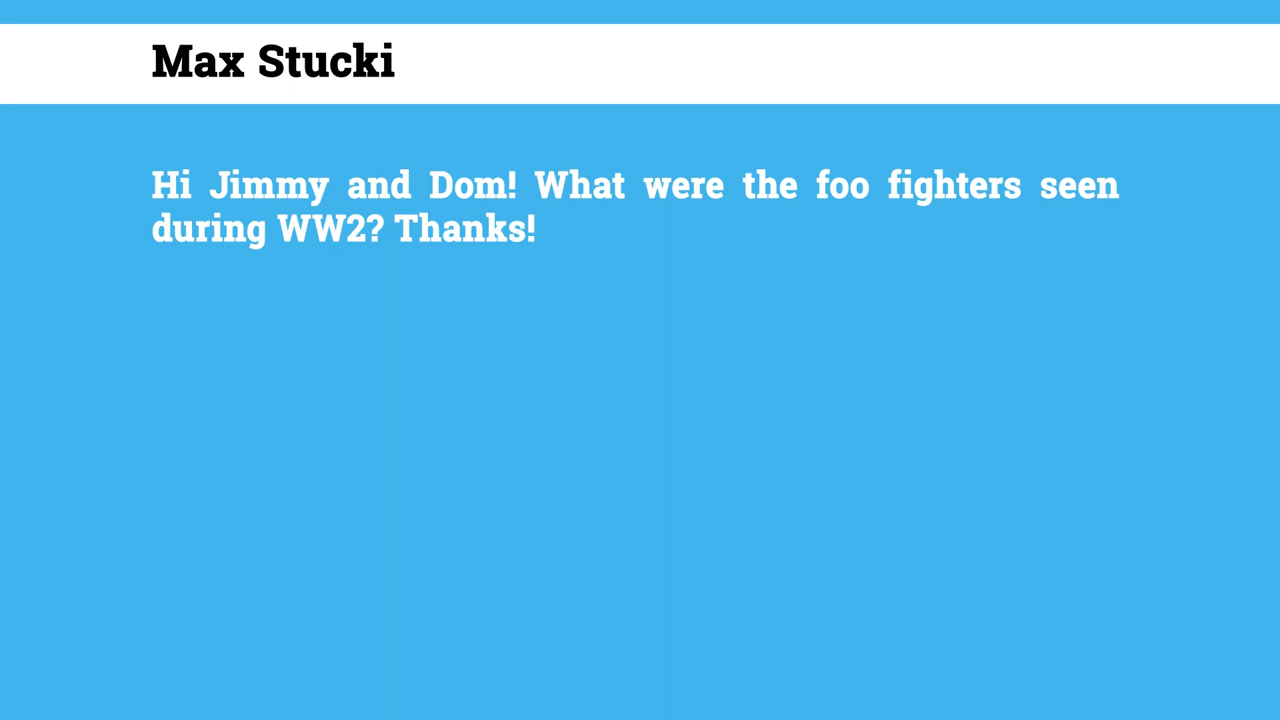 Max Stucki
Hi Jimmy and Dom! What were the foo fighters seen
during WW2? Thanks!